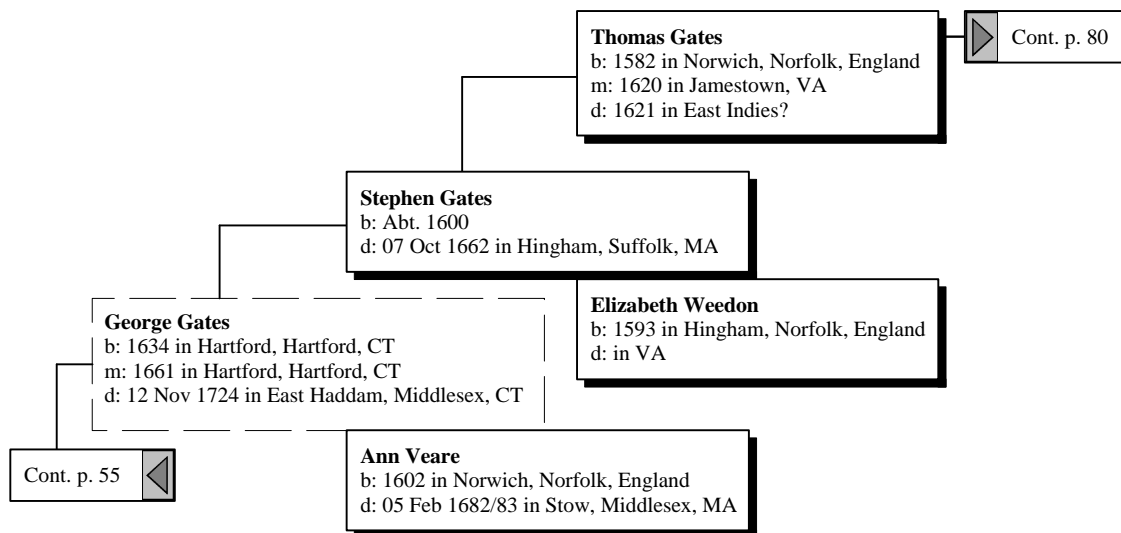 Thomas Gates
b: 1582 in Norwich, Norfolk, England
m: 1620 in Jamestown, VA
d: 1621 in East Indies?
Cont. p. 80
Stephen Gates
b: Abt. 1600
d: 07 Oct 1662 in Hingham, Suffolk, MA
Elizabeth Weedon
b: 1593 in Hingham, Norfolk, England
d: in VA
George Gates
b: 1634 in Hartford, Hartford, CT
m: 1661 in Hartford, Hartford, CT
d: 12 Nov 1724 in East Haddam, Middlesex, CT
Cont. p. 55
Ann Veare
b: 1602 in Norwich, Norfolk, England
d: 05 Feb 1682/83 in Stow, Middlesex, MA